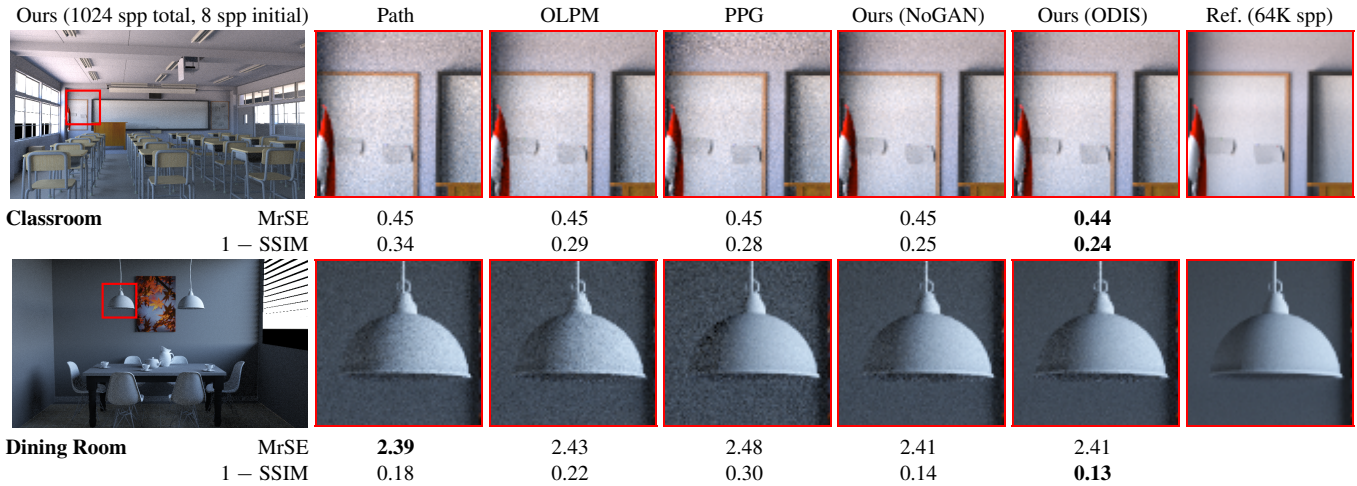 Ours (1024 spp total, 8 spp initial) Path OLPM PPG Ours (NoGAN) Ours (ODIS) Ref. (64K spp)
Classroom MrSE 0.45 0.45 0.45 0.45 0.44
1 − SSIM 0.34 0.29 0.28 0.25 0.24
Dining Room MrSE 2.39 2.43 2.48 2.41 2.41
1 − SSIM 0.18 0.22 0.30 0.14 0.13